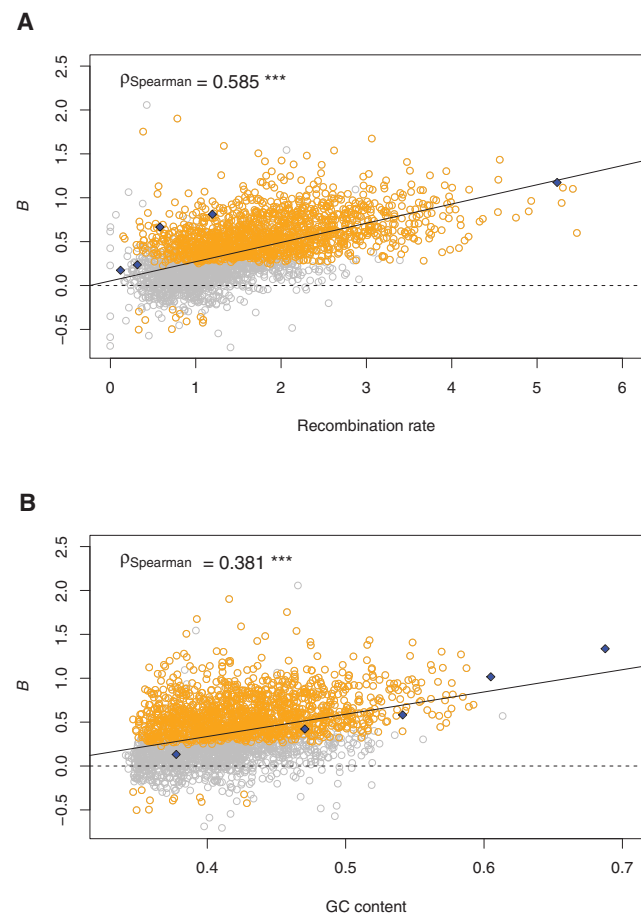 A
ρSpearman = 0.585 ***
2.5
2.0
1.5
1.0
0.5
0.0
−0.5
B
0 1 2 3 4 5 6
Recombination rate
B
ρSpearman = 0.381 ***
2.5
2.0
1.5
1.0
0.5
0.0
−0.5
B
0.4 0.5 0.6 0.7
GC content